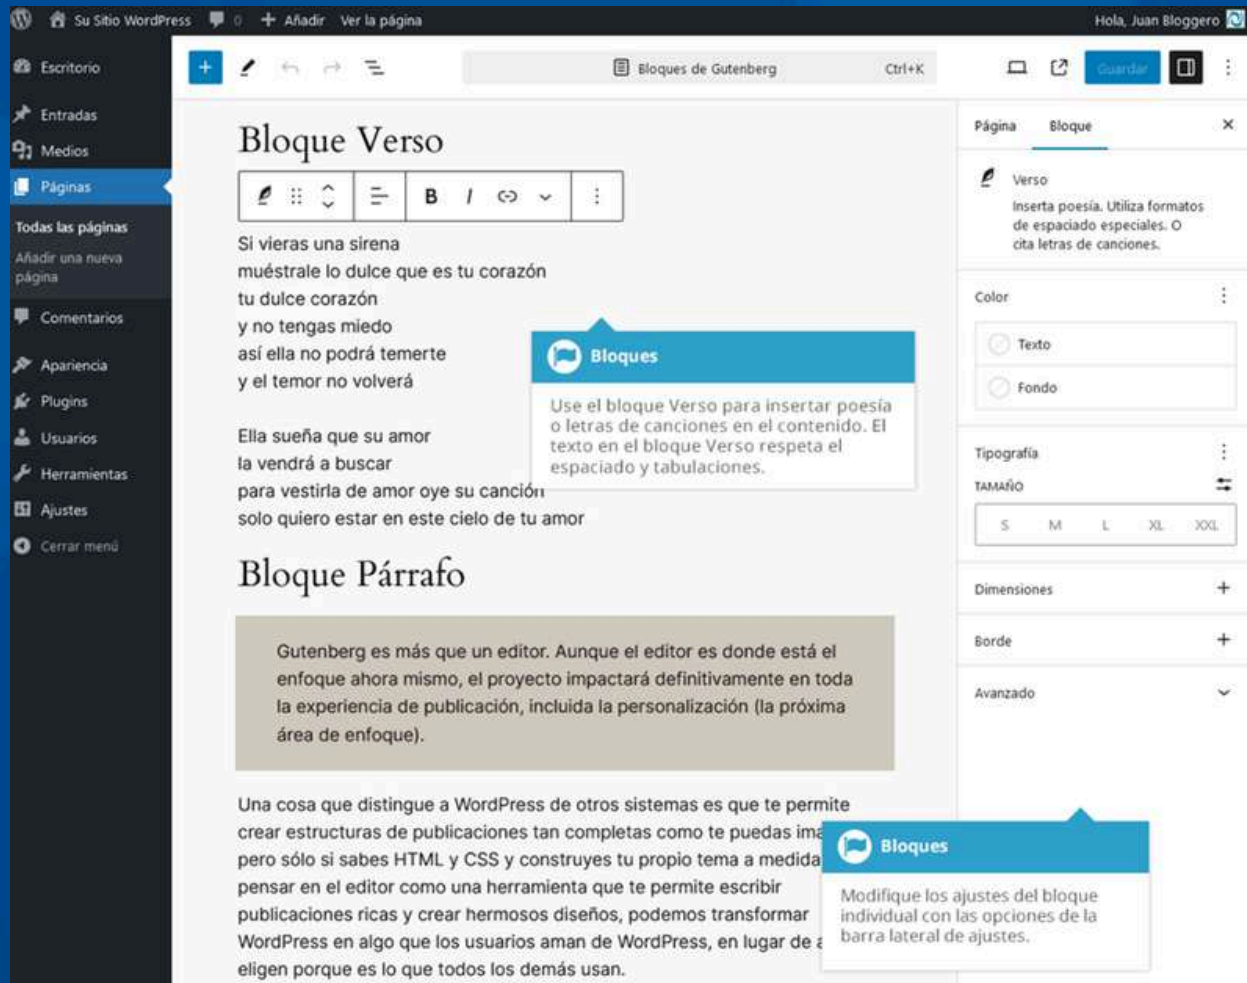 Su Sitio WordPress 0 + Añadir Ver la página Hola, Juan Bloggero
Escritorio
Entradas
Medios
Páginas
Todas las páginas
Añadir una nueva
página
Comentarios
Apariencia
Plugins
Usuarios
Herramientas
Ajustes
Cerrar menú
Bloques de Gutenberg Ctrl+K
Guardar
Bloque Verso
B I
Si vieras una sirena
muéstrale lo dulce que es tu corazón
tu dulce corazón
y no tengas miedo
así ella no podrá temerte
y el temor no volverá
Ella sueña que su amor
la vendrá a buscar
para vestirla de amor oye su canción
solo quiero estar en este cielo de tu amor
Bloques
Use el bloque Verso para insertar poesía
o letras de canciones en el contenido. El
texto en el bloque Verso respeta el
espaciado y tabulaciones.
Bloque Párrafo
Gutenberg es más que un editor. Aunque el editor es donde está el
enfoque ahora mismo, el proyecto impactará definitivamente en toda
la experiencia de publicación, incluida la personalización (la próxima
área de enfoque).
Una cosa que distingue a WordPress de otros sistemas es que te permite
crear estructuras de publicaciones tan completas como te puedas ima
pero sólo si sabes HTML y CSS y construyes tu propio tema a medida
pensar en el editor como una herramienta que te permite escribir
publicaciones ricas y crear hermosos diseños, podemos transformar
WordPress en algo que los usuarios aman de WordPress, en lugar de a
eligen porque es lo que todos los demás usan.
Página Bloque
Verso
Inserta poesía. Utiliza formatos
de espaciado especiales. O
cita letras de canciones.
Color
Texto
Fondo
Tipografía
TAMAÑO
S M L XL XXL
Dimensiones +
Borde +
Avanzado
Bloques
Modifique los ajustes del bloque
individual con las opciones de la
barra lateral de ajustes.